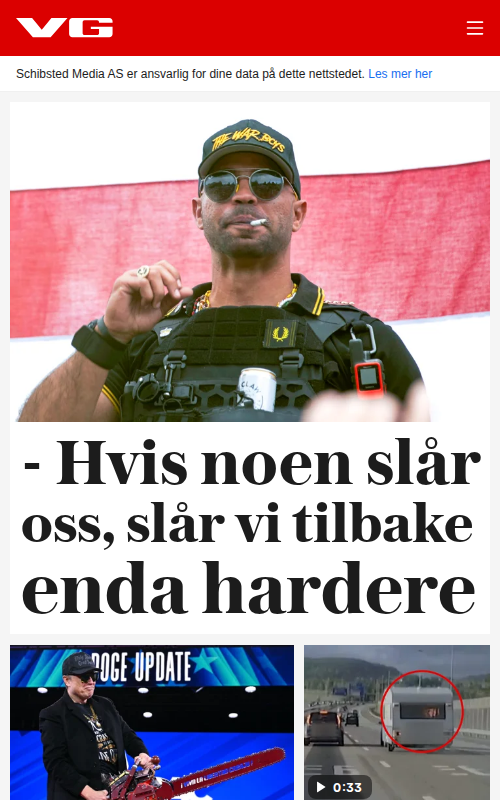 VG
Schibsted Media AS er ansvarlig for dine data på dette nettstedet. Les mer her
THE WAR BOYS
- Hvis noen slår
oss, slår vi tilbake
enda hardere
DOGE UPDATE
0:33